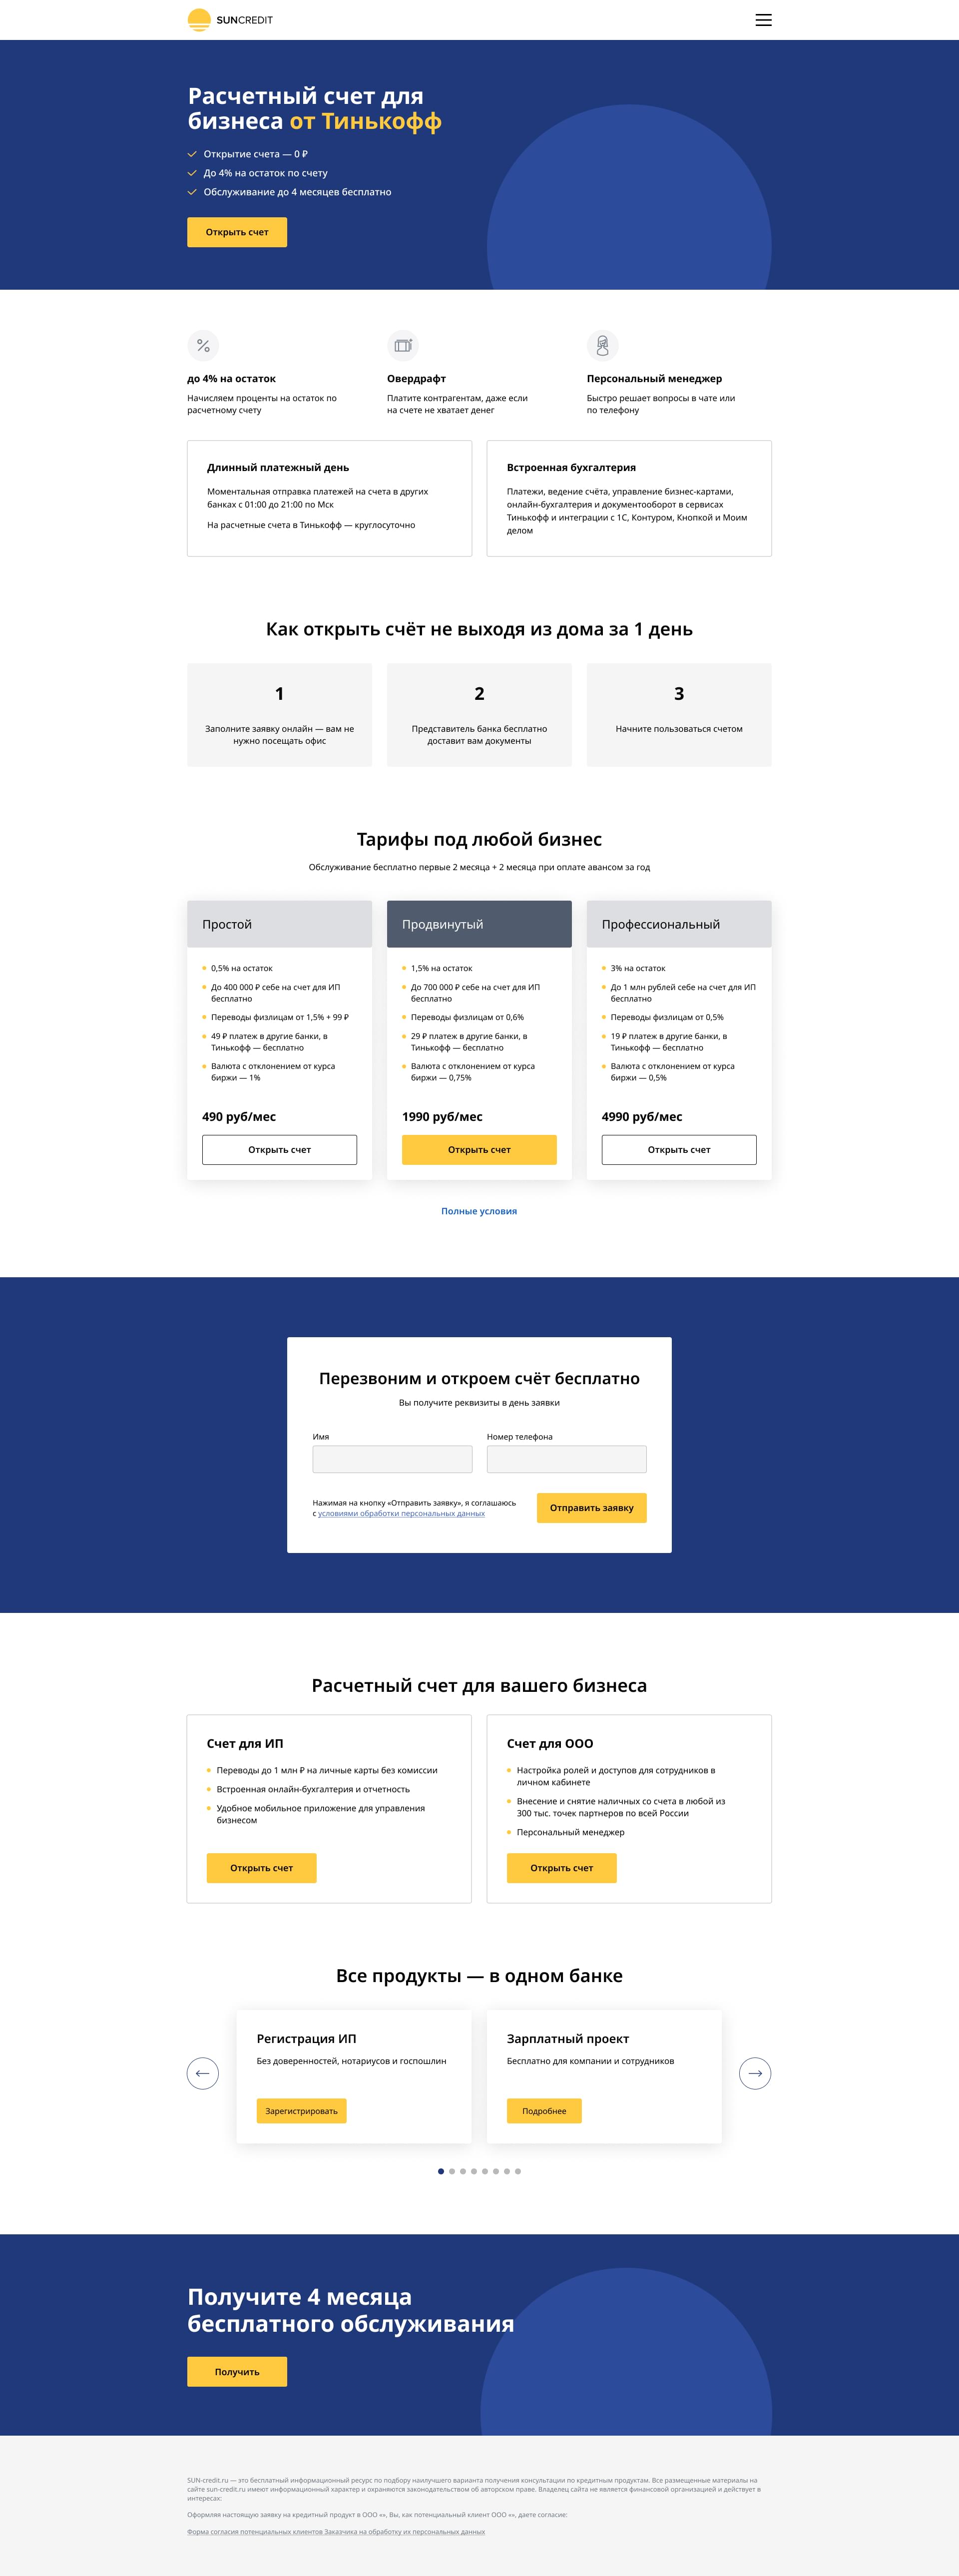 SUNCREDIT
Расчетный счет для
бизнеса от Тинькофф
Открытие счета — 0 ₽
До 4% на остаток по счету
Обслуживание до 4 месяцев бесплатно
Открыть счет
до 4% на остаток
Начисляем проценты на остаток по
расчетному счету
Овердрафт
Платите контрагентам, даже если
на счете не хватает денег
Персональный менеджер
Быстро решает вопросы в чате или
по телефону
Длинный платежный день
Моментальная отправка платежей на счета в других
банках с 01:00 до 21:00 по Мск
На расчетные счета в Тинькофф — круглосуточно
Встроенная бухгалтерия
Платежи, ведение счёта, управление бизнес-картами,
онлайн-бухгалтерия и документооборот в сервисах
Тинькофф и интеграции с 1С, Контуром, Кнопкой и Моим
делом
Как открыть счёт не выходя из дома за 1 день
1
Заполните заявку онлайн — вам не
нужно посещать офис
2
Представитель банка бесплатно
доставит вам документы
3
Начните пользоваться счетом
Тарифы под любой бизнес
Обслуживание бесплатно первые 2 месяца + 2 месяца при оплате авансом за год
Простой
0,5% на остаток
До 400 000 ₽ себе на счет для ИП
бесплатно
Переводы физлицам от 1,5% + 99 ₽
49 ₽ платеж в другие банки, в
Тинькофф — бесплатно
Валюта с отклонением от курса
биржи — 1%
490 руб/мес
Открыть счет
Продвинутый
1,5% на остаток
До 700 000 ₽ себе на счет для ИП
бесплатно
Переводы физлицам от 0,6%
29 ₽ платеж в другие банки, в
Тинькофф — бесплатно
Валюта с отклонением от курса
биржи — 0,75%
1990 руб/мес
Открыть счет
Профессиональный
3% на остаток
До 1 млн рублей себе на счет для ИП
бесплатно
Переводы физлицам от 0,5%
19 ₽ платеж в другие банки, в
Тинькофф — бесплатно
Валюта с отклонением от курса
биржи — 0,5%
4990 руб/мес
Открыть счет
Полные условия
Перезвоним и откроем счёт бесплатно
Вы получите реквизиты в день заявки
Имя
Номер телефона
Нажимая на кнопку «Отправить заявку», я соглашаюсь
с условиями обработки персональных данных
Отправить заявку
Расчетный счет для вашего бизнеса
Счет для ИП
Переводы до 1 млн ₽ на личные карты без комиссии
Встроенная онлайн-бухгалтерия и отчетность
Удобное мобильное приложение для управления
бизнесом
Открыть счет
Счет для ООО
Настройка ролей и доступов для сотрудников в
личном кабинете
Внесение и снятие наличных со счета в любой из
300 тыс. точек партнеров по всей России
Персональный менеджер
Открыть счет
Все продукты — в одном банке
Регистрация ИП
Без доверенностей, нотариусов и госпошлин
Зарегистрировать
Зарплатный проект
Бесплатно для компании и сотрудников
Подробнее
Получите 4 месяца
бесплатного обслуживания
Получить
SUN-credit.ru — это бесплатный информационный ресурс по подбору наилучшего варианта получения консультации по кредитным продуктам. Все размещенные материалы на
сайте sun-credit.ru имеют информационный характер и охраняются законодательством об авторском праве. Владелец сайта не является финансовой организацией и действует в
интересах:
Оформляя настоящую заявку на кредитный продукт в ООО «», Вы, как потенциальный клиент ООО «», даете согласие:
Форма согласия потенциальных клиентов Заказчика на обработку их персональных данных